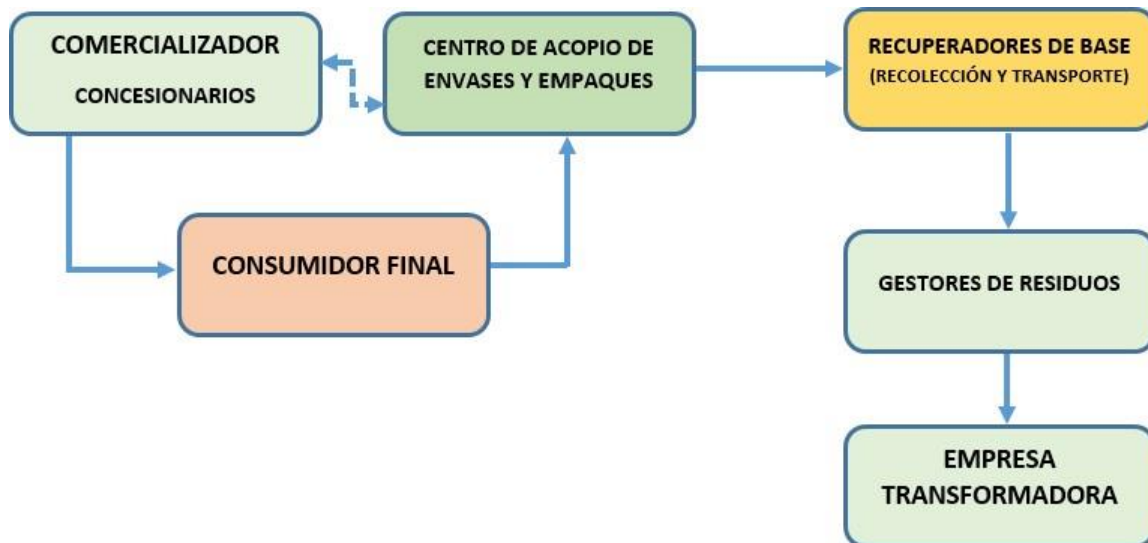 COMERCIALIZADOR
CONCESIONARIOS
CENTRO DE ACOPIO DE
ENVASES Y EMPAQUES
RECUPERADORES DE BASE
(RECOLECCIÓN Y TRANSPORTE)
CONSUMIDOR FINAL
GESTORES DE RESIDUOS
EMPRESA
TRANSFORMADORA